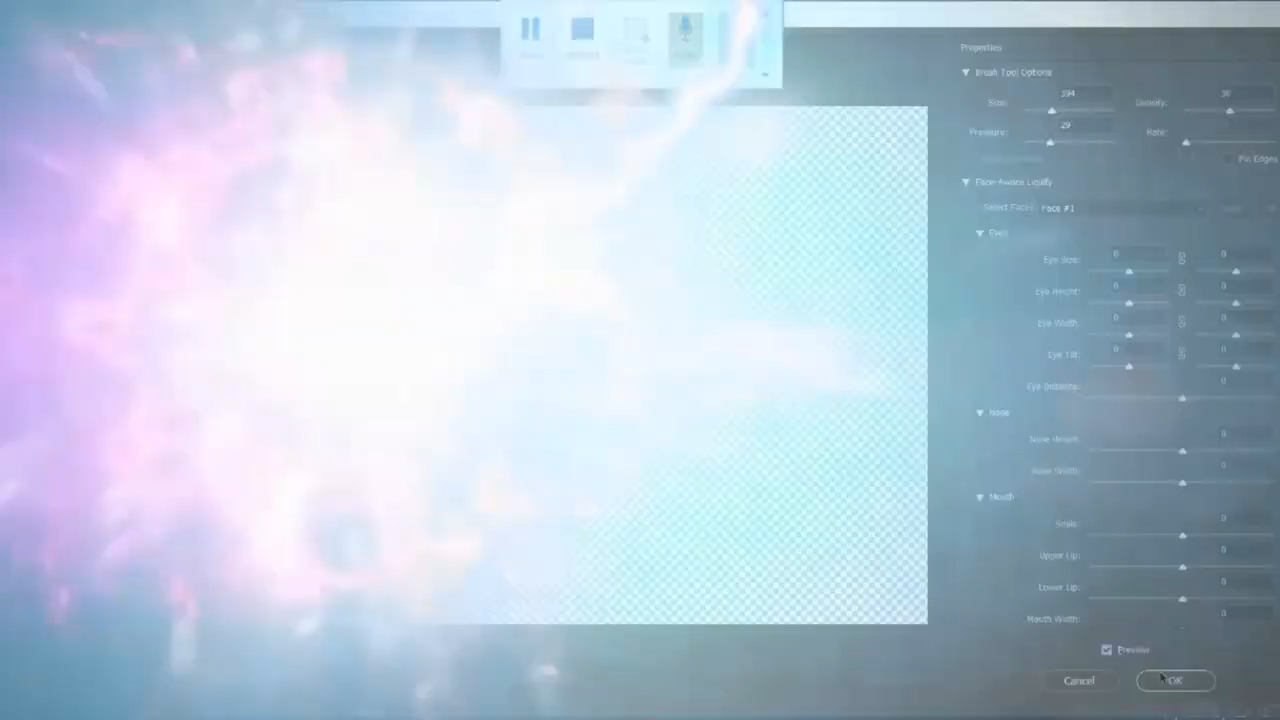 Properties
Brush Tool Options
Size: 394 Density: 30
Pressure: 29 Rate:
Pin Edges
Face-Aware Liquify
Select Face: Face #1
Eyes
Eye Size: 0 0
Eye Height: 0 0
Eye Width: 0 0
Eye Tilt: 0 0
Eye Distance: 0
Nose
Nose Height: 0
Nose Width: 0
Mouth
Smile: 0
Upper Lip: 0
Lower Lip: 0
Mouth Width: 0
Preview
Cancel OK